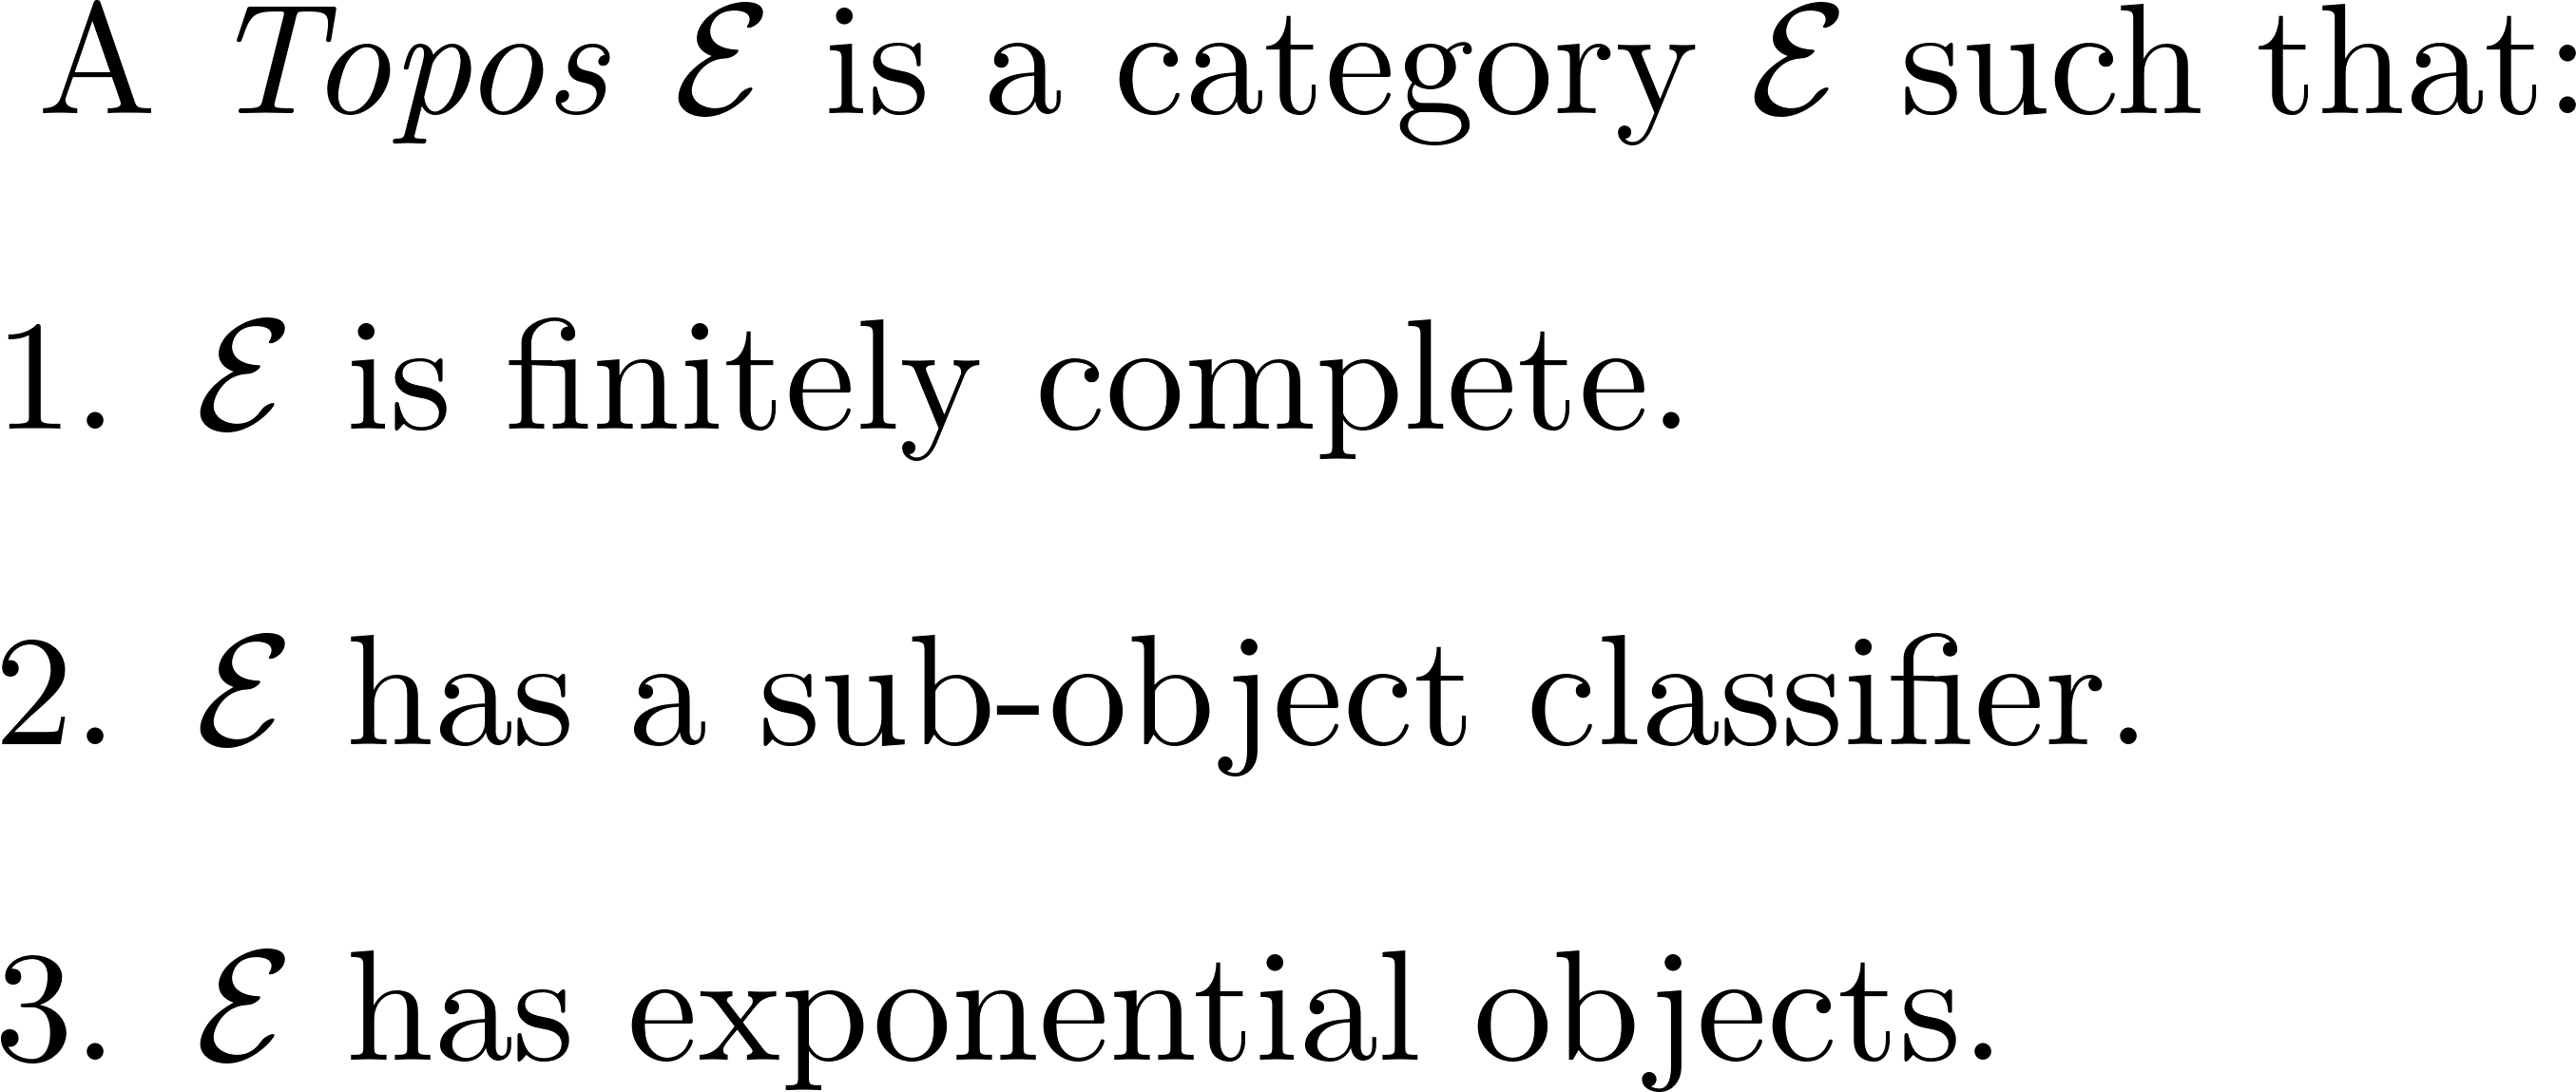 A Topos ℰ is a category ℰ such that:
1. ℰ is finitely complete.
2. ℰ has a sub-object classifier.
3. ℰ has exponential objects.